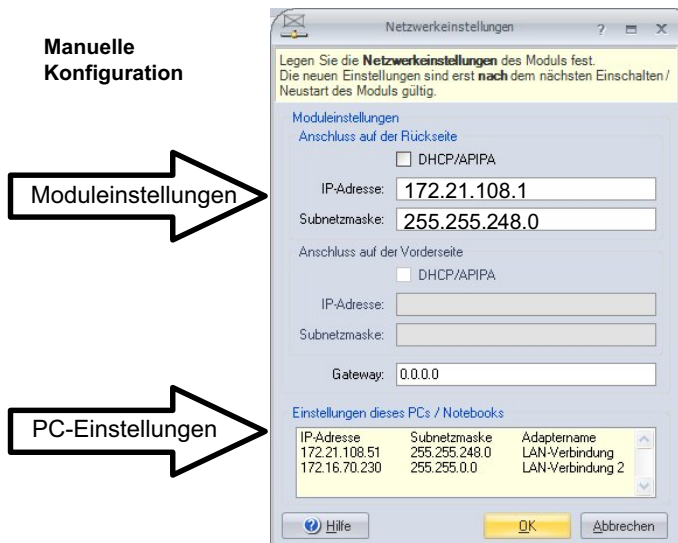 Manuelle
Konfiguration
Netzwerkeinstellungen
Legen Sie die Netzwerkeinstellungen des Moduls fest.
Die neuen Einstellungen sind erst nach dem nächsten Einschalten /
Neustart des Moduls gültig.
Moduleinstellungen
Moduleinstellungen
Anschluss auf der Rückseite
DHCP/APIPA
IP-Adresse: 172.21.108.1
Subnetzmaske: 255.255.248.0
Anschluss auf der Vorderseite
DHCP/APIPA
IP-Adresse:
Subnetzmaske:
Gateway: 0.0.0.0
PC-Einstellungen
Einstellungen dieses PCs / Notebooks
IP-Adresse Subnetzmaske Adaptername
172.21.108.51 255.255.248.0 LAN-Verbindung
172.16.70.230 255.255.0.0 LAN-Verbindung 2
Hilfe OK Abbrechen